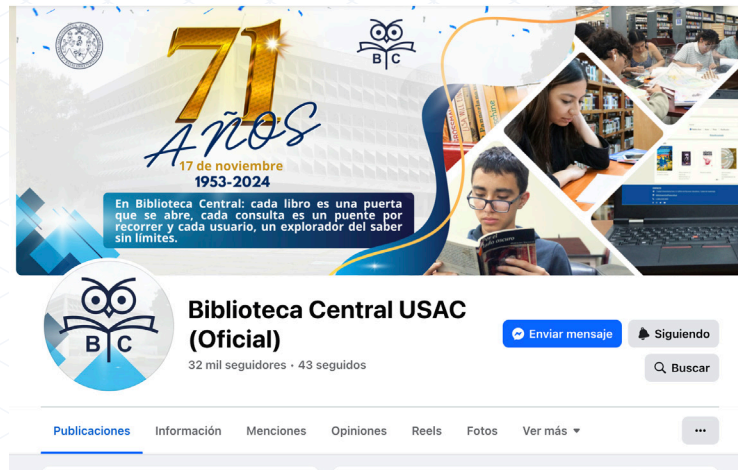 71
AÑOS
17 de noviembre
1953-2024
En Biblioteca Central: cada libro es una puerta
que se abre, cada consulta es un puente por
recorrer y cada usuario, un explorador del saber
sin límites.
B C
B C
Biblioteca Central USAC
(Oficial)
32 mil seguidores · 43 seguidos
Enviar mensaje
Siguiendo
Buscar
Publicaciones
Información
Menciones
Opiniones
Reels
Fotos
Ver más